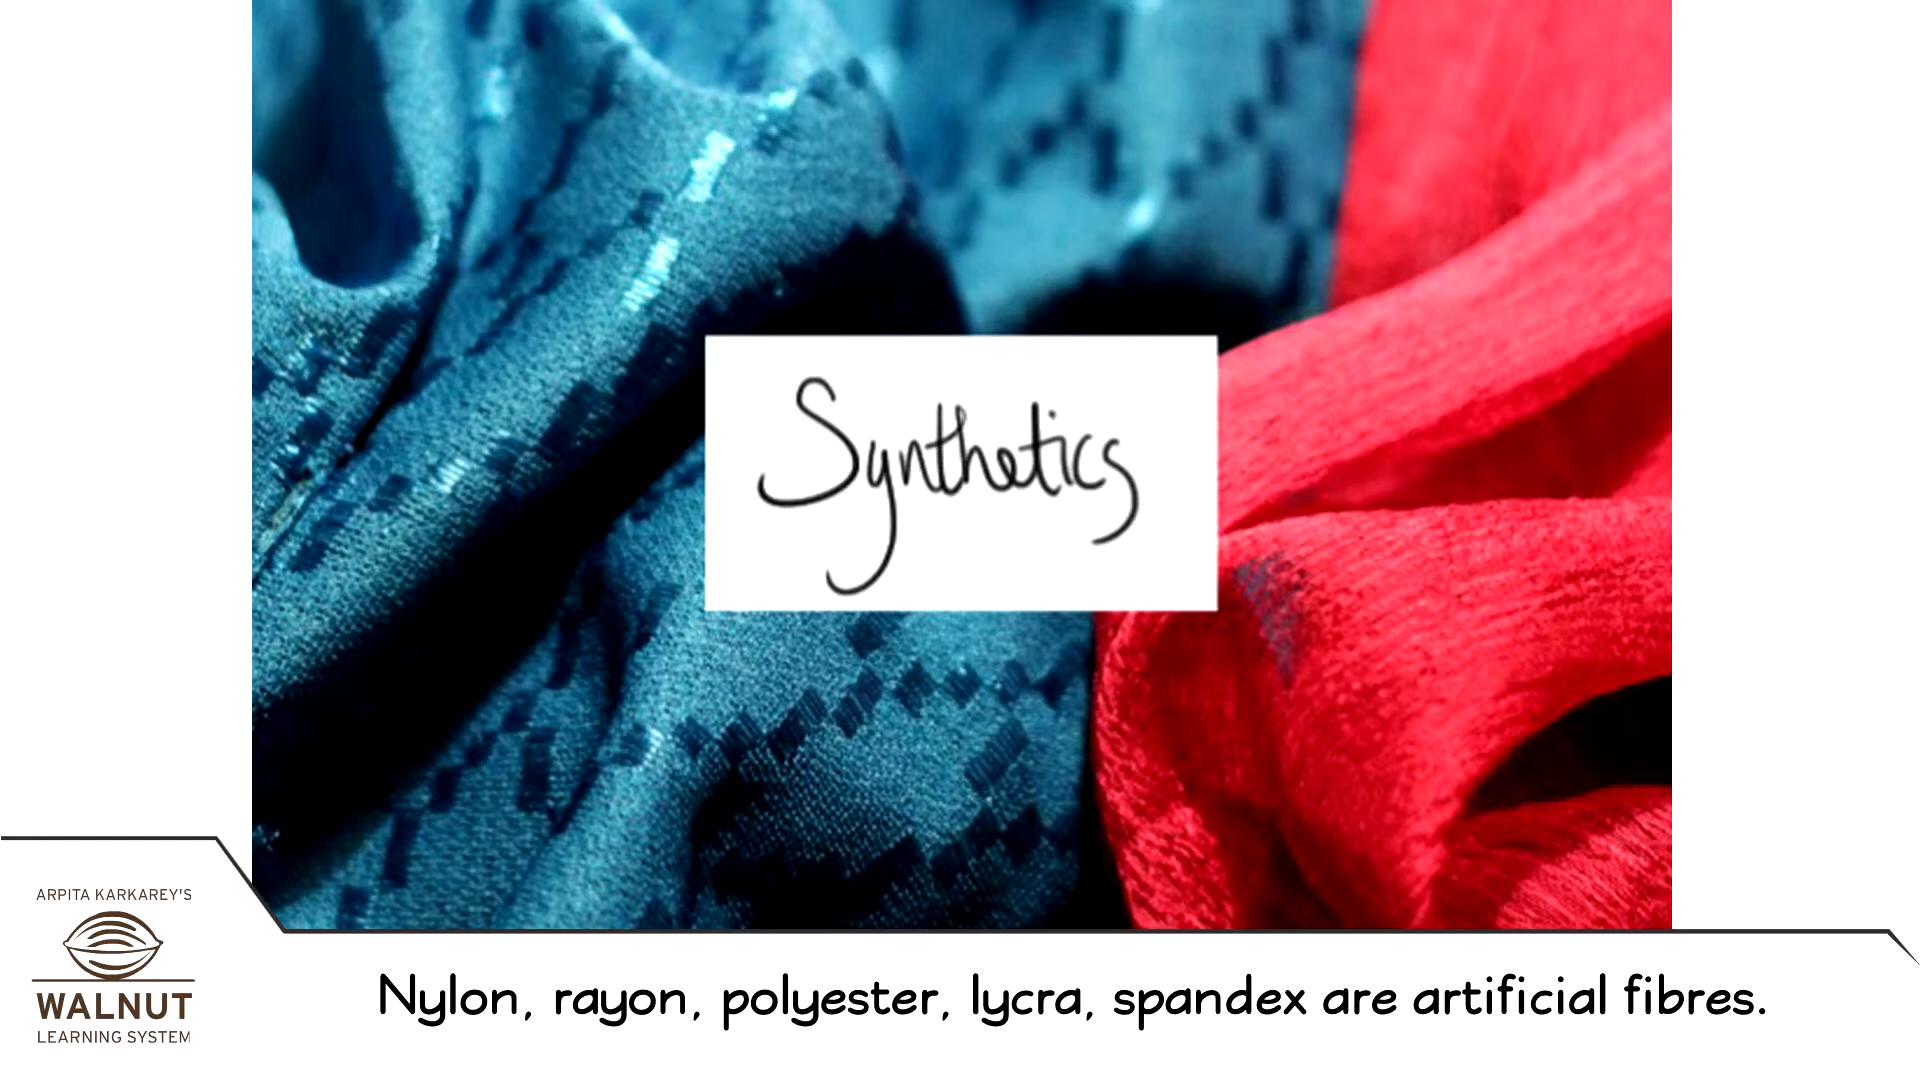 Synthetics
ARPITA KARKAREY'S
WALNUT
LEARNING SYSTEM
Nylon, rayon, polyester, lycra, spandex are artificial fibres.